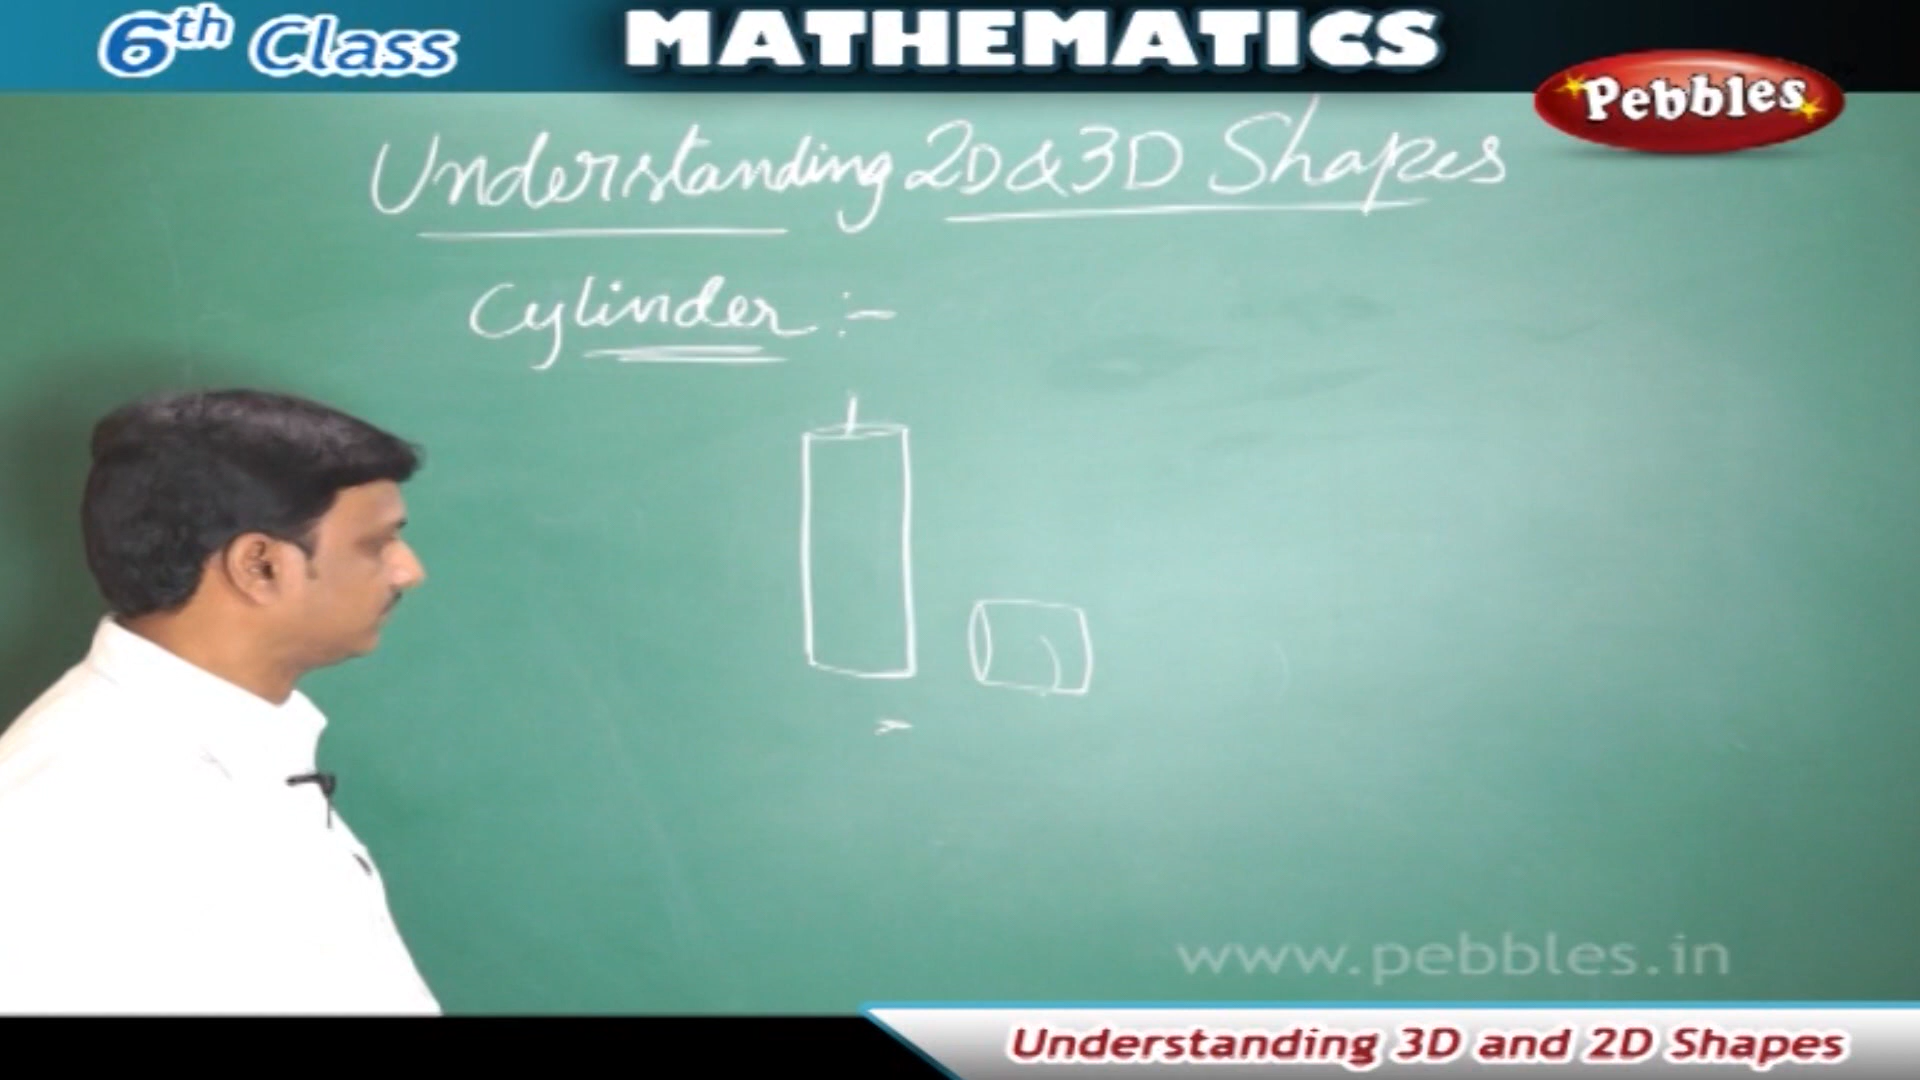 6th Class
MATHEMATICS
Pebbles
Understanding 2D & 3D Shapes
Cylinder :-
www.pebbles.in
Understanding 3D and 2D Shapes